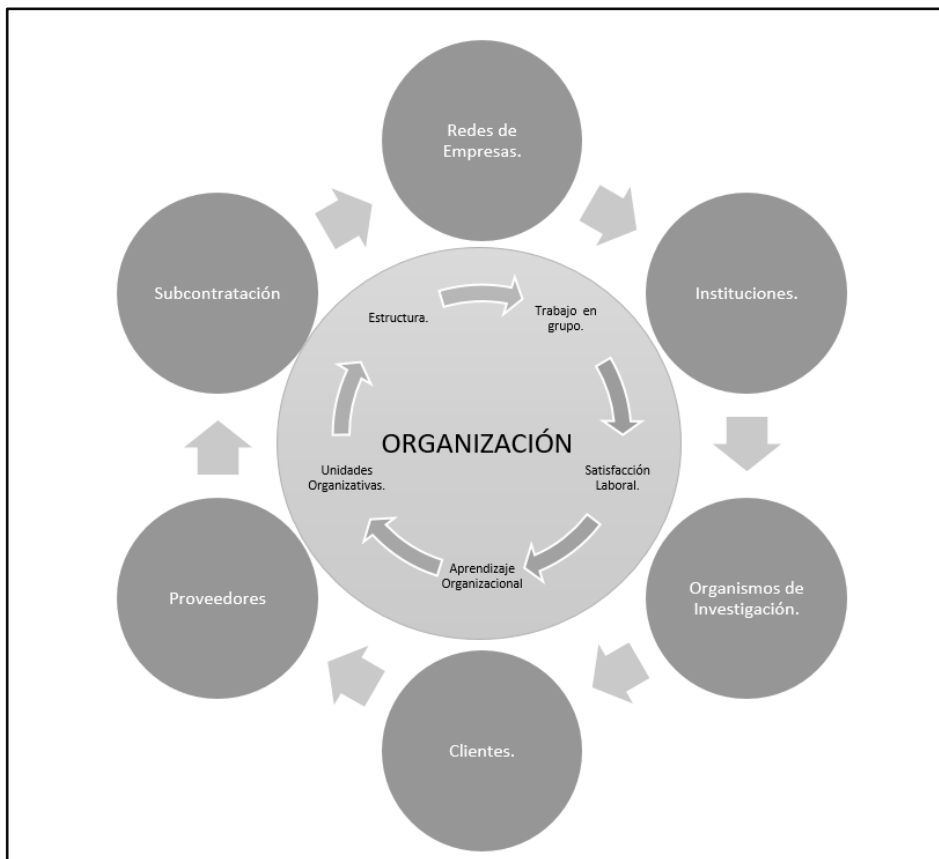 Redes de
Empresas.
Subcontratación
Instituciones.
Estructura.
Trabajo en
grupo.
ORGANIZACIÓN
Unidades
Organizativas.
Satisfacción
Laboral.
Aprendizaje
Organizacional
Proveedores
Organismos de
Investigación.
Clientes.